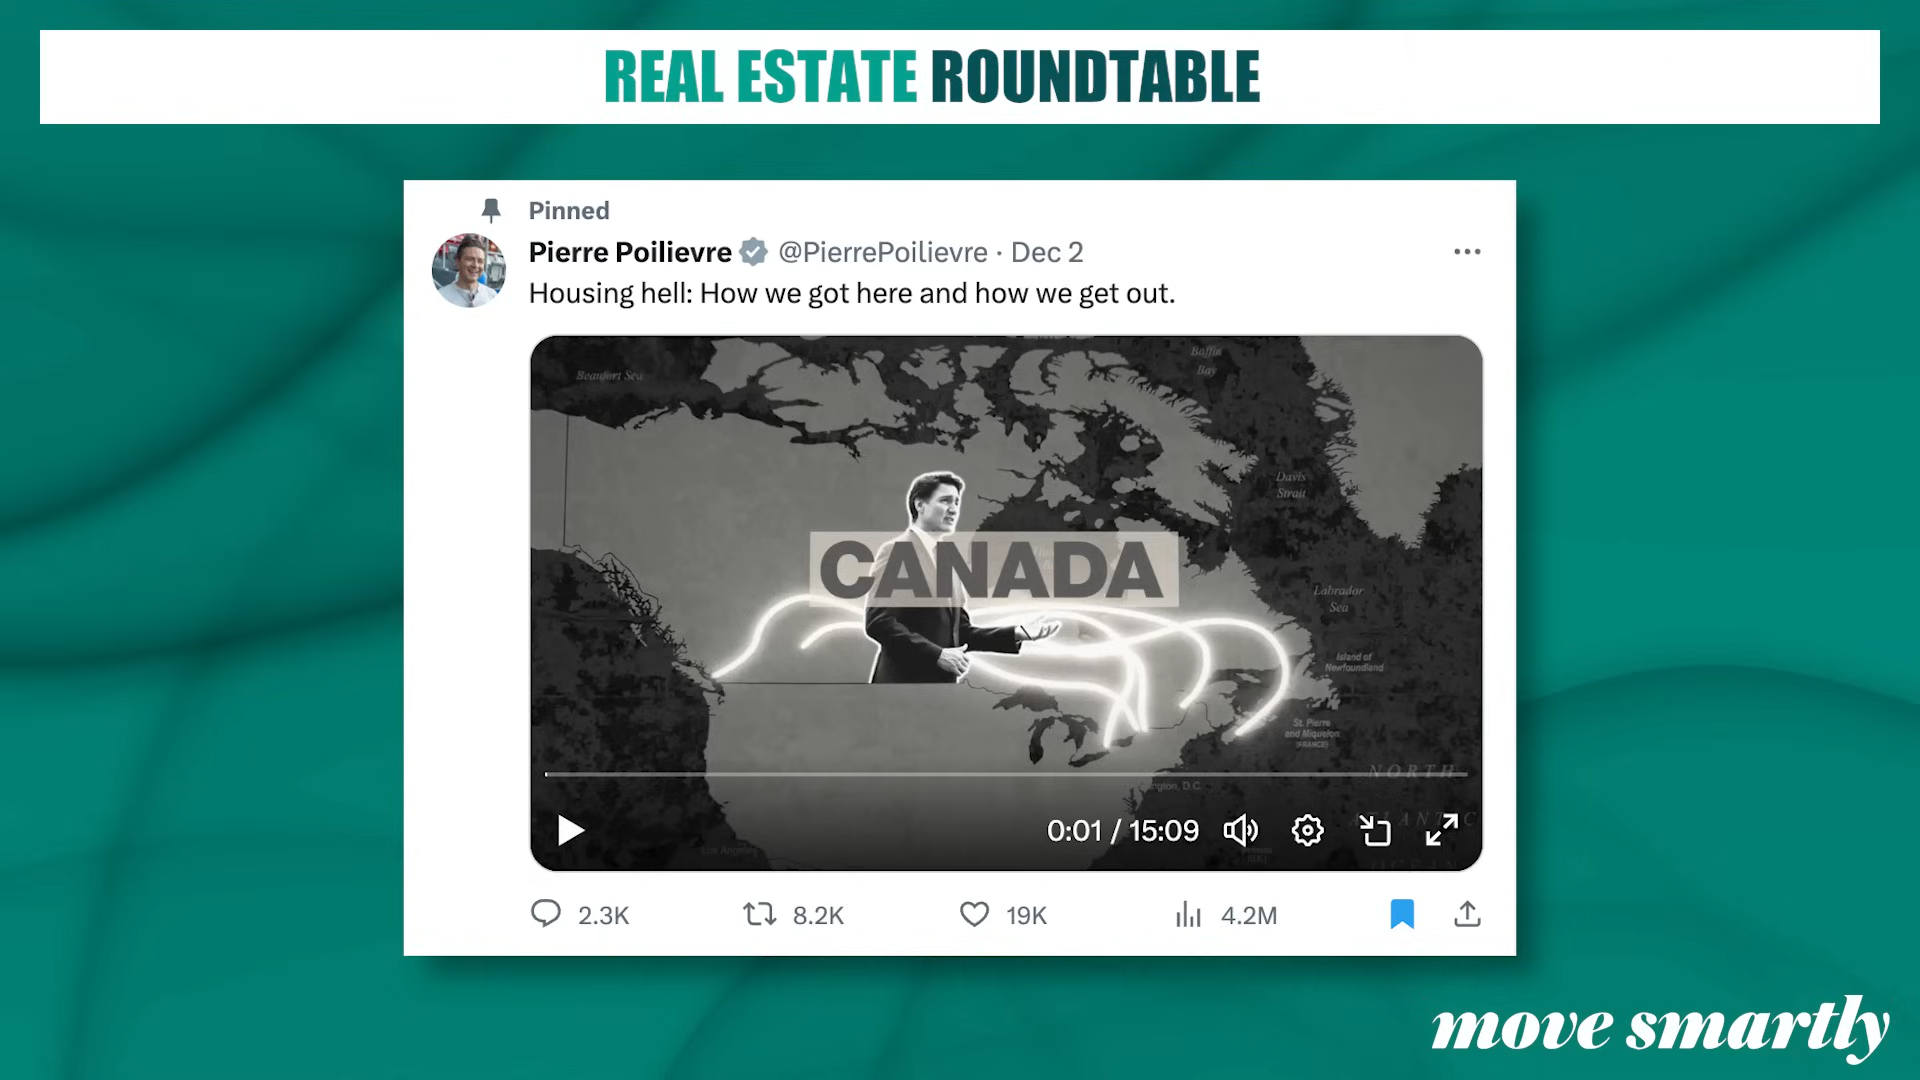 REAL ESTATE ROUNDTABLE
Pinned
Pierre Poilievre @PierrePoilievre · Dec 2
Housing hell: How we got here and how we get out.
Baffin
Bay
Beaufort Sea
Davis
Strait
CANADA
Labrador
Sea
Island of
Newfoundland
St. Pierre
and Miquelon
(FRANCE)
NORTH
0:01 / 15:09
2.3K 8.2K 19K 4.2M
move smartly